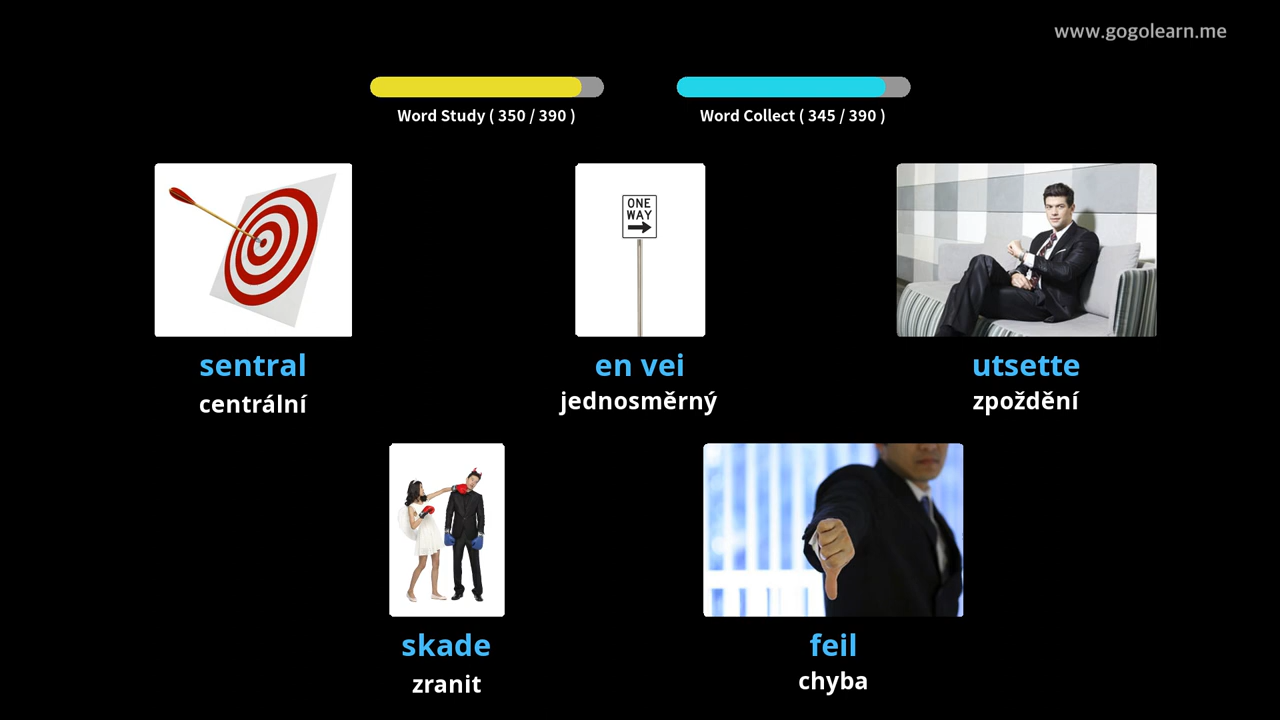 www.gogolearn.me
Word Study ( 350 / 390 )
Word Collect ( 345 / 390 )
ONE
WAY
sentral
centrální
en vei
jednosměrný
utsette
zpoždění
skade
zranit
feil
chyba